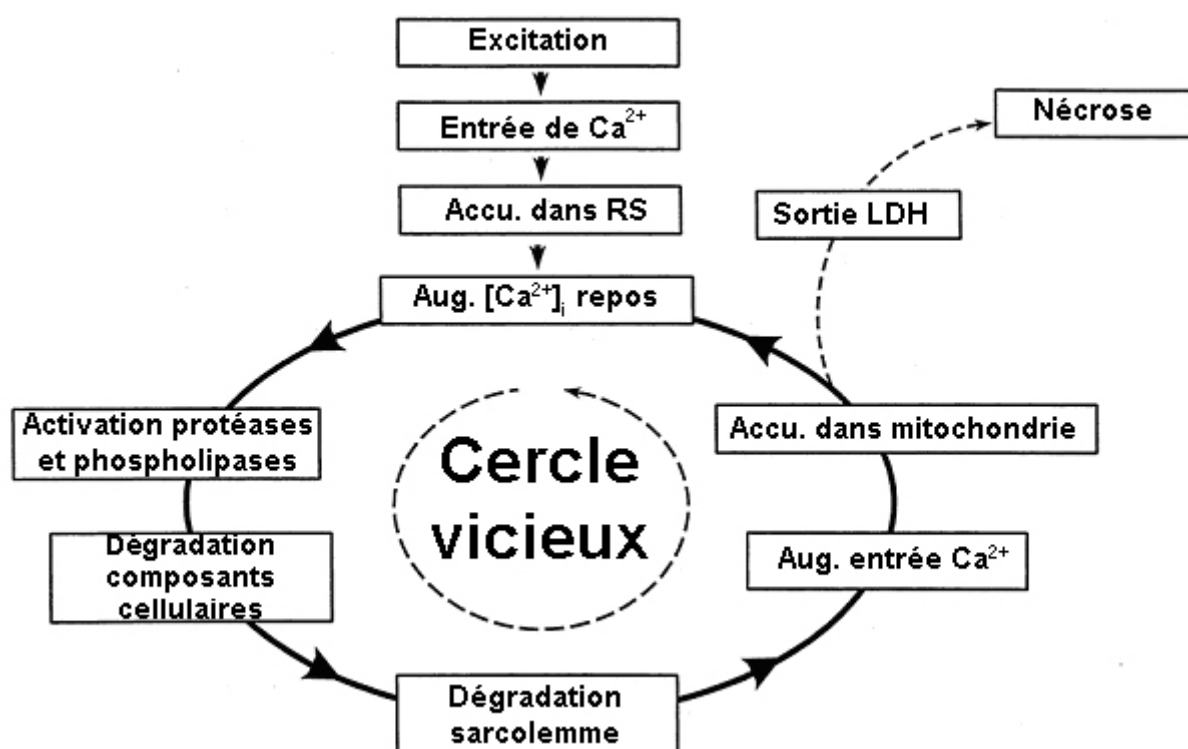 Excitation
Entrée de Ca²⁺
Nécrose
Accu. dans RS
Sortie LDH
Aug. [Ca²⁺]ᵢ repos
Activation protéases
et phospholipases
Accu. dans mitochondrie
Cercle
vicieux
Dégradation
composants
cellulaires
Aug. entrée Ca²⁺
Dégradation
sarcolemme